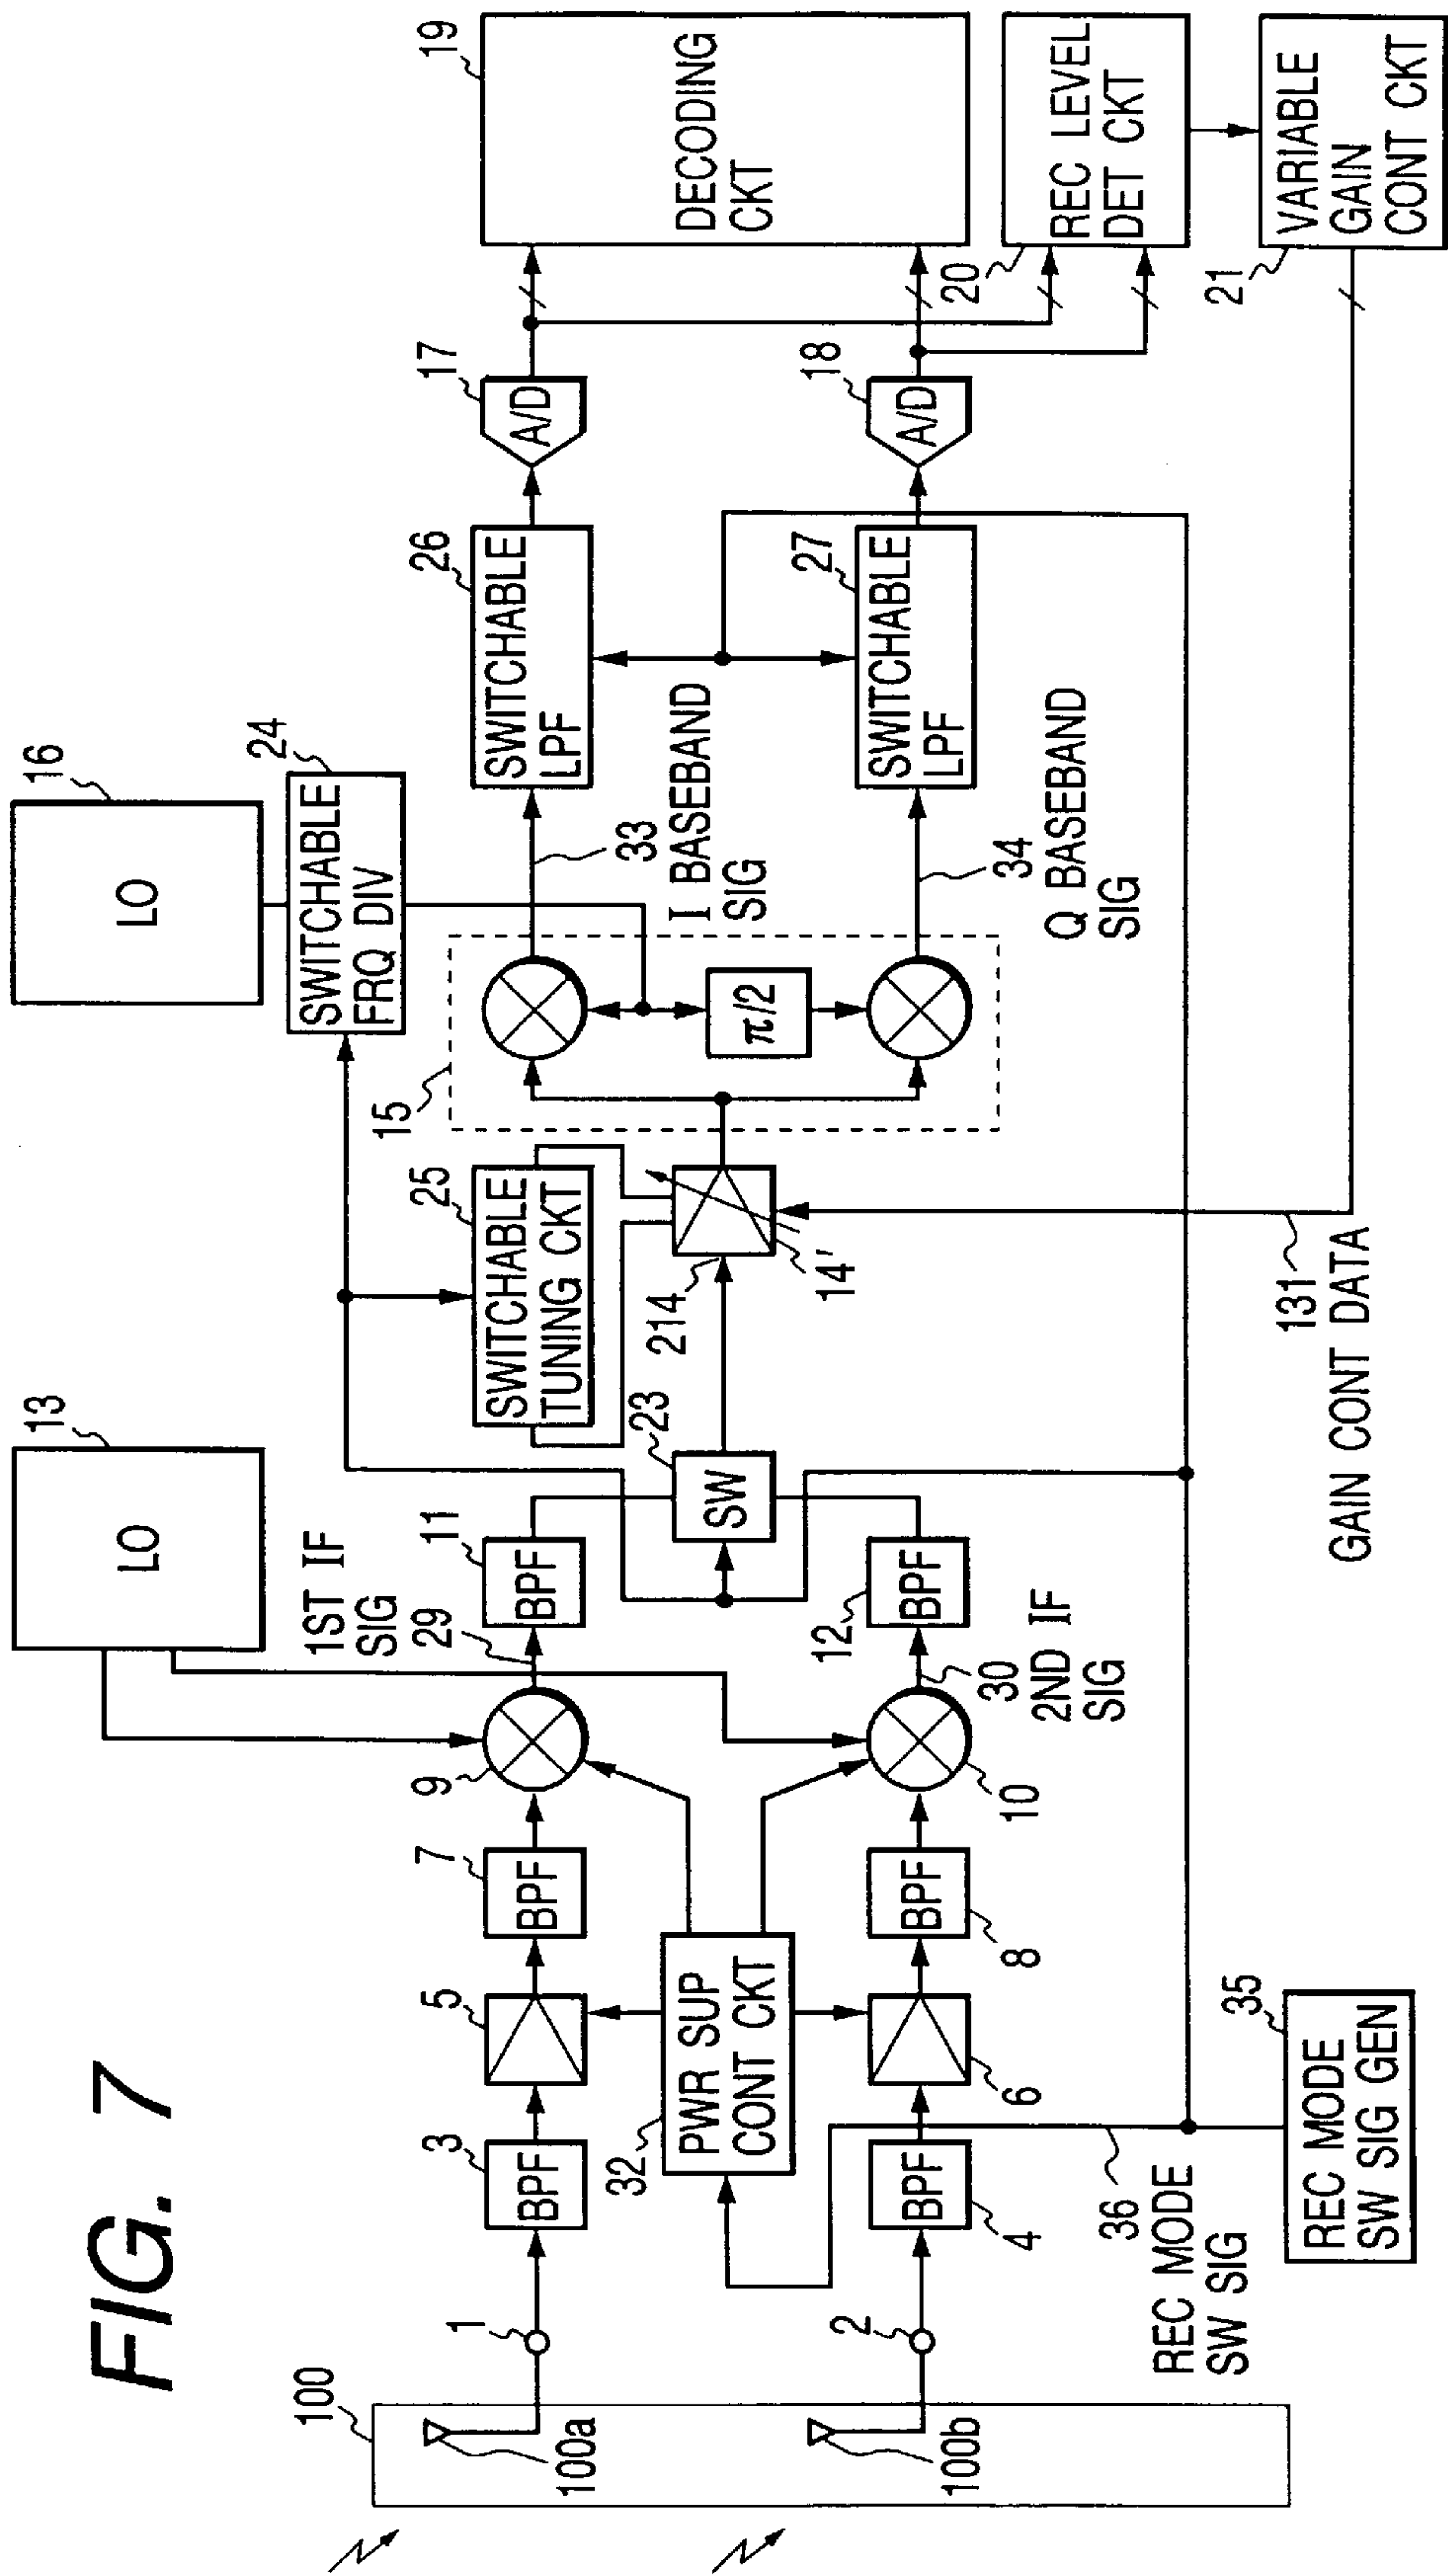 FIG. 7
100
100a
100b
1
2
3
BPF
4
BPF
5
6
7
BPF
8
BPF
32
PWR SUP
CONT CKT
9
10
13
LO
1ST IF
SIG
29
30
2ND IF
SIG
11
BPF
12
BPF
23
SW
25
SWITCHABLE
TUNING CKT
214
14'
15
π/2
16
LO
24
SWITCHABLE
FRQ DIV
33
I BASEBAND
SIG
34
Q BASEBAND
SIG
26
SWITCHABLE
LPF
27
SWITCHABLE
LPF
17
A/D
18
A/D
19
DECODING
CKT
20
REC LEVEL
DET CKT
21
VARIABLE
GAIN
CONT CKT
131
GAIN CONT DATA
36
REC MODE
SW SIG
35
REC MODE
SW SIG GEN